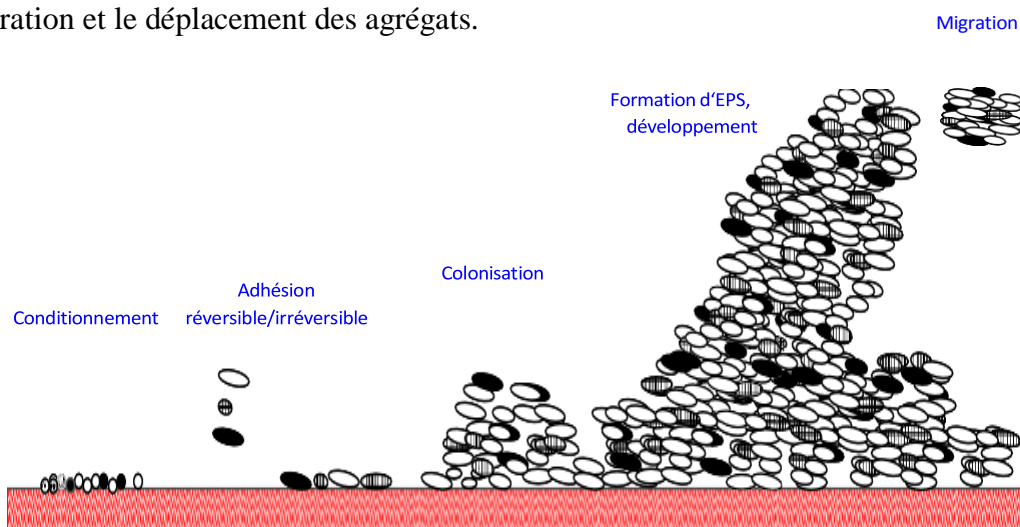 ration et le déplacement des agrégats.
Migration
Formation d‘EPS,
développement
Colonisation
Adhésion
réversible/irréversible
Conditionnement